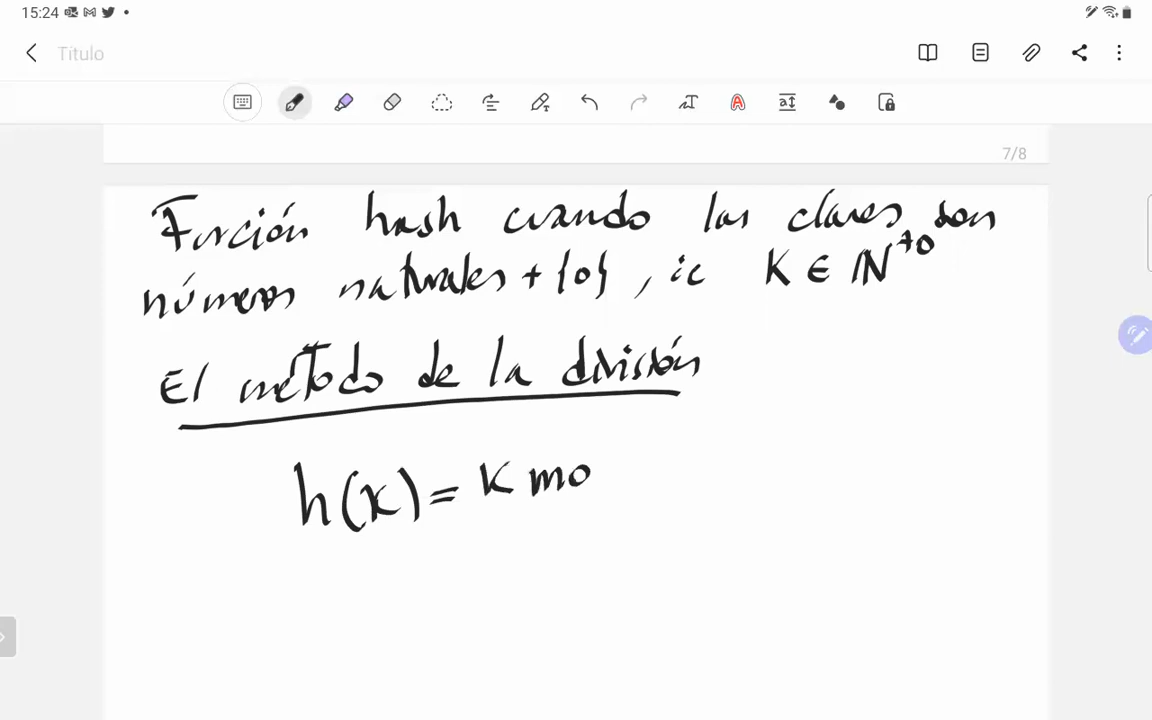 15:24
Título
7/8
Función hash cuando las claves son
números naturales + {0}, ie K ∈ ℕ⁺⁰
El método de la división
h(k) = k mo